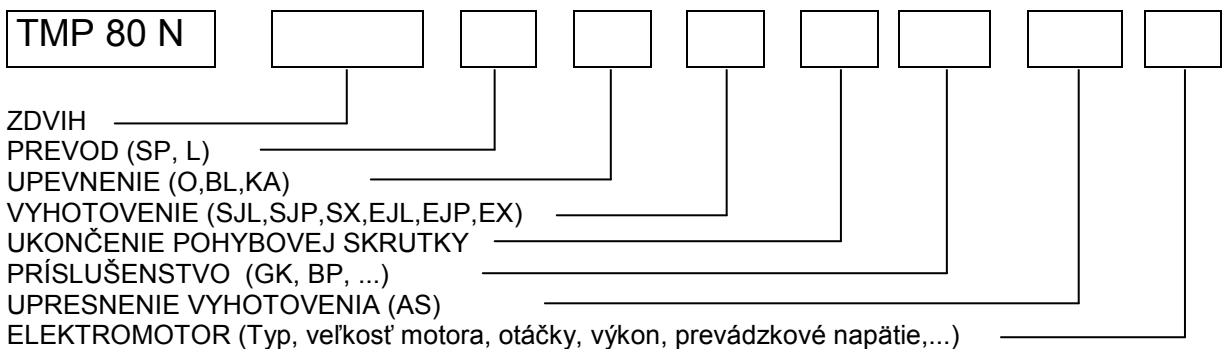 TMP 80 N
ZDVIH
PREVOD (SP, L)
UPEVNENIE (O,BL,KA)
VYHOTOVENIE (SJL,SJP,SX,EJL,EJP,EX)
UKONČENIE POHYBOVEJ SKRUTKY
PRÍSLUŠENSTVO (GK, BP, ...)
UPRESNENIE VYHOTOVENIA (AS)
ELEKTROMOTOR (Typ, veľkosť motora, otáčky, výkon, prevádzkové napätie,...)